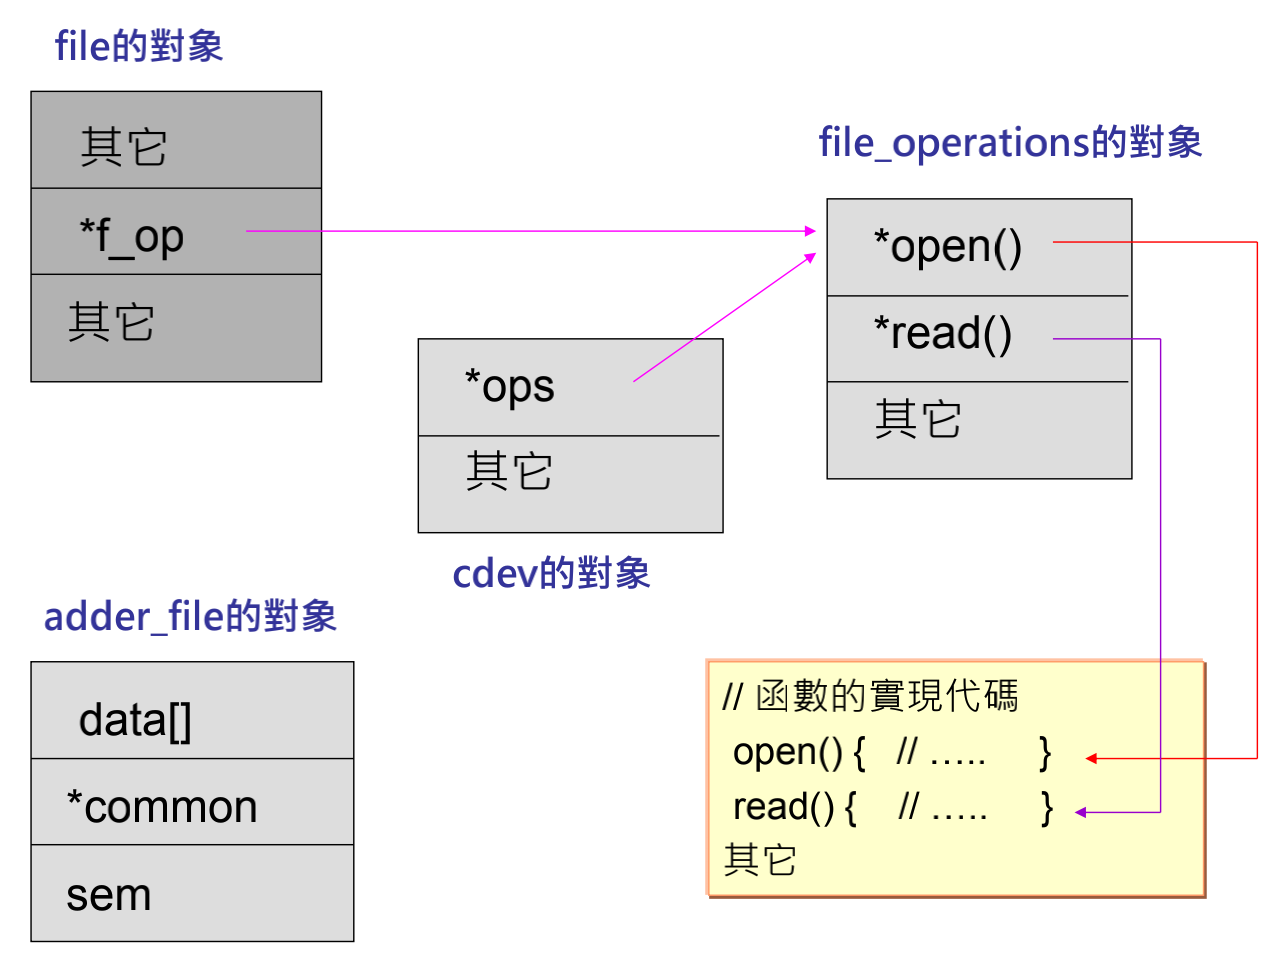 file的對象
其它
*f_op
其它
file_operations的對象
*open()
*read()
其它
*ops
其它
cdev的對象
adder_file的對象
data[]
*common
sem
// 函數的實現代碼
open() { // ..... }
read() { // ..... }
其它